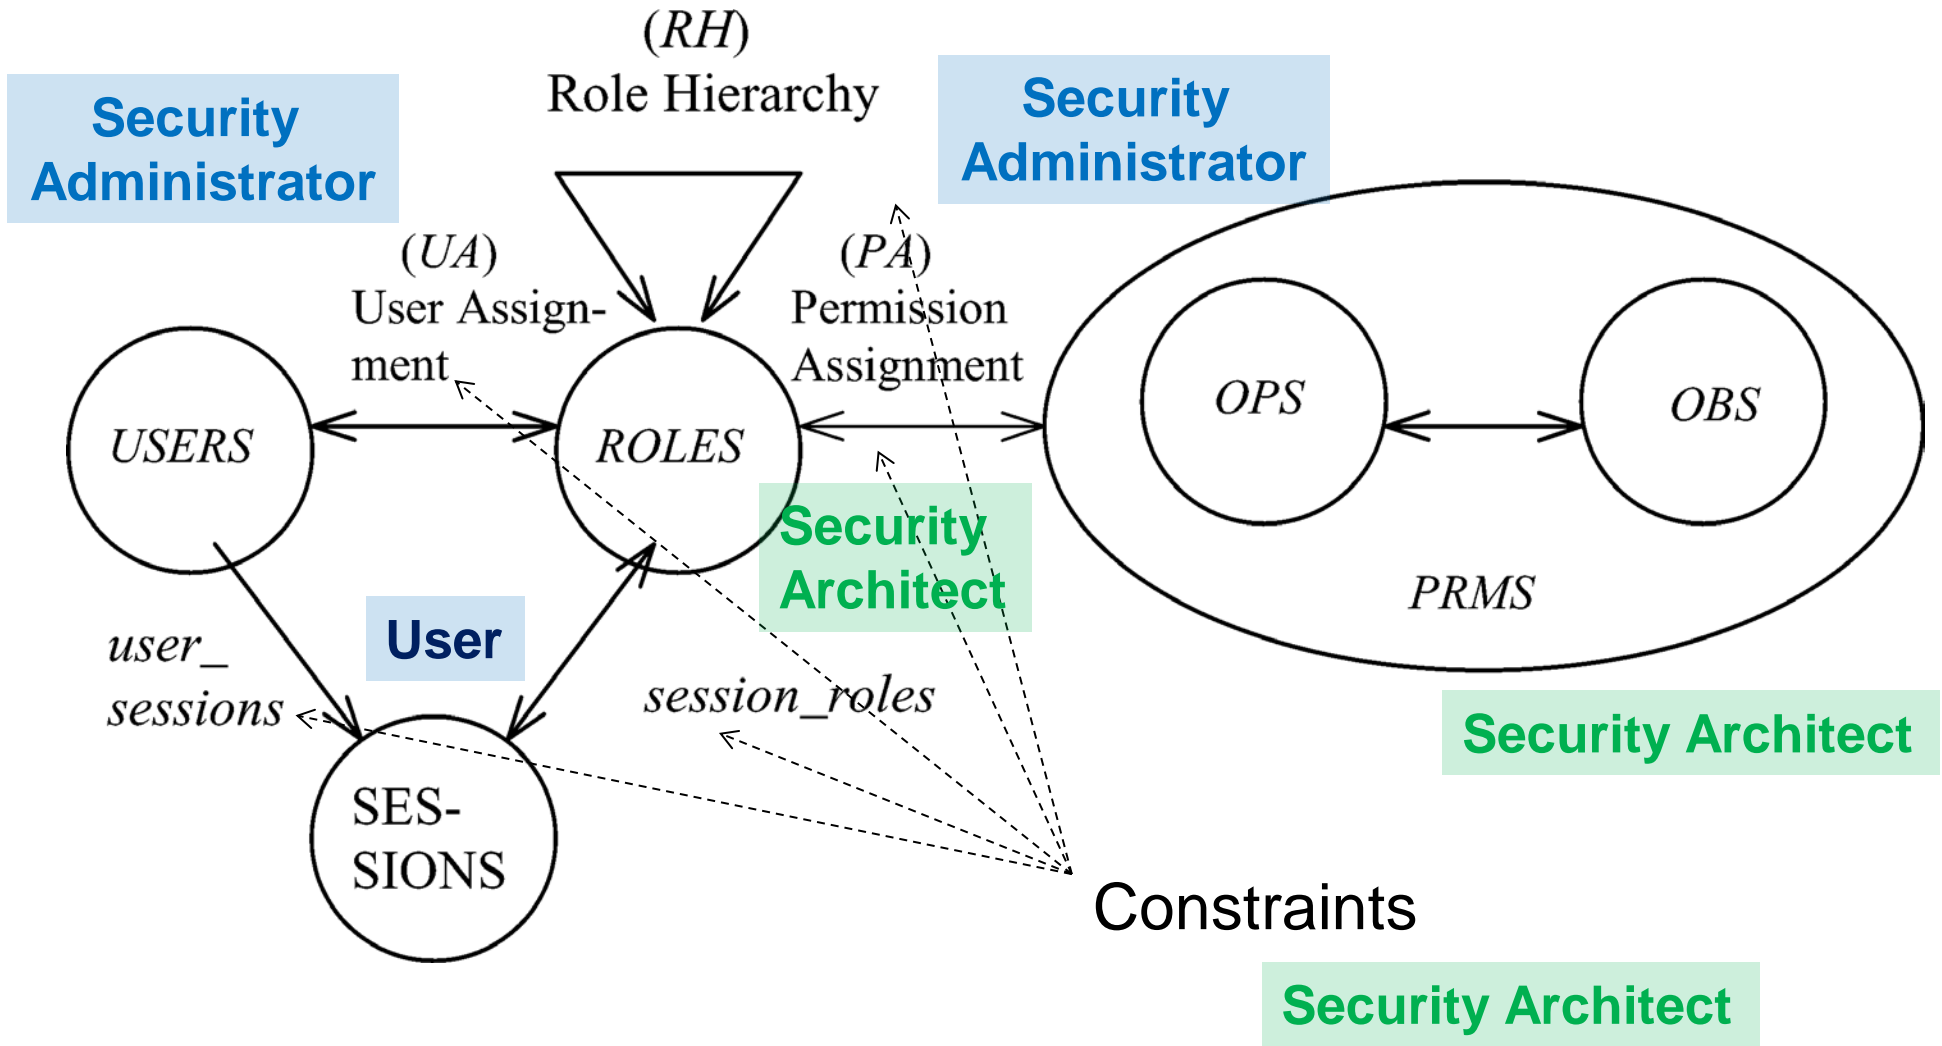 (RH)
Role Hierarchy
Security
Administrator
Security
Administrator
(UA)
User Assign-
ment
(PA)
Permission
Assignment
USERS
ROLES
OPS
OBS
PRMS
Security
Architect
User
user_
sessions
session_roles
Security Architect
SES-
SIONS
Constraints
Security Architect